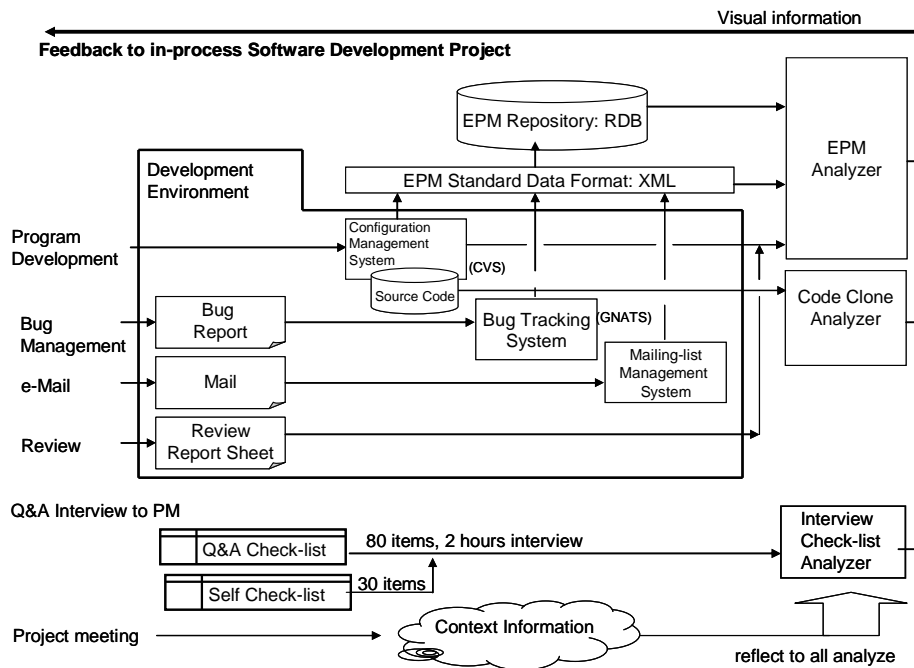 Visual information
Feedback to in-process Software Development Project
EPM Repository: RDB
EPM
Analyzer
Development
Environment
EPM Standard Data Format: XML
Program
Development
Configuration
Management
System
(CVS)
Source Code
Code Clone
Analyzer
Bug
Management
Bug
Report
Bug Tracking
System
(GNATS)
e-Mail
Mail
Mailing-list
Management
System
Review
Review
Report Sheet
Q&A Interview to PM
Q&A Check-list
80 items, 2 hours interview
Interview
Check-list
Analyzer
Self Check-list
30 items
Project meeting
Context Information
reflect to all analyze